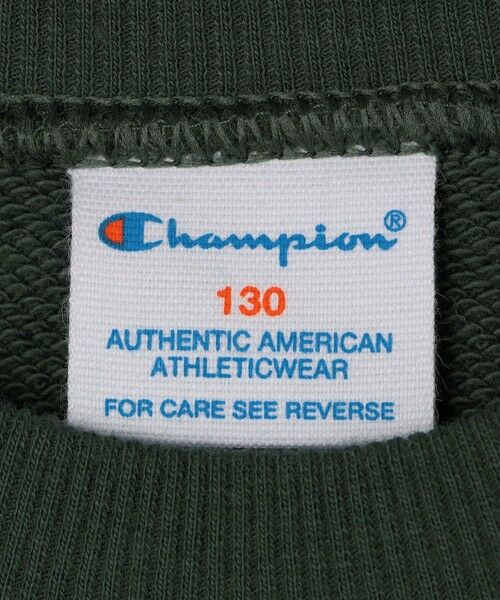 Champion®
130
AUTHENTIC AMERICAN
ATHLETICWEAR
FOR CARE SEE REVERSE